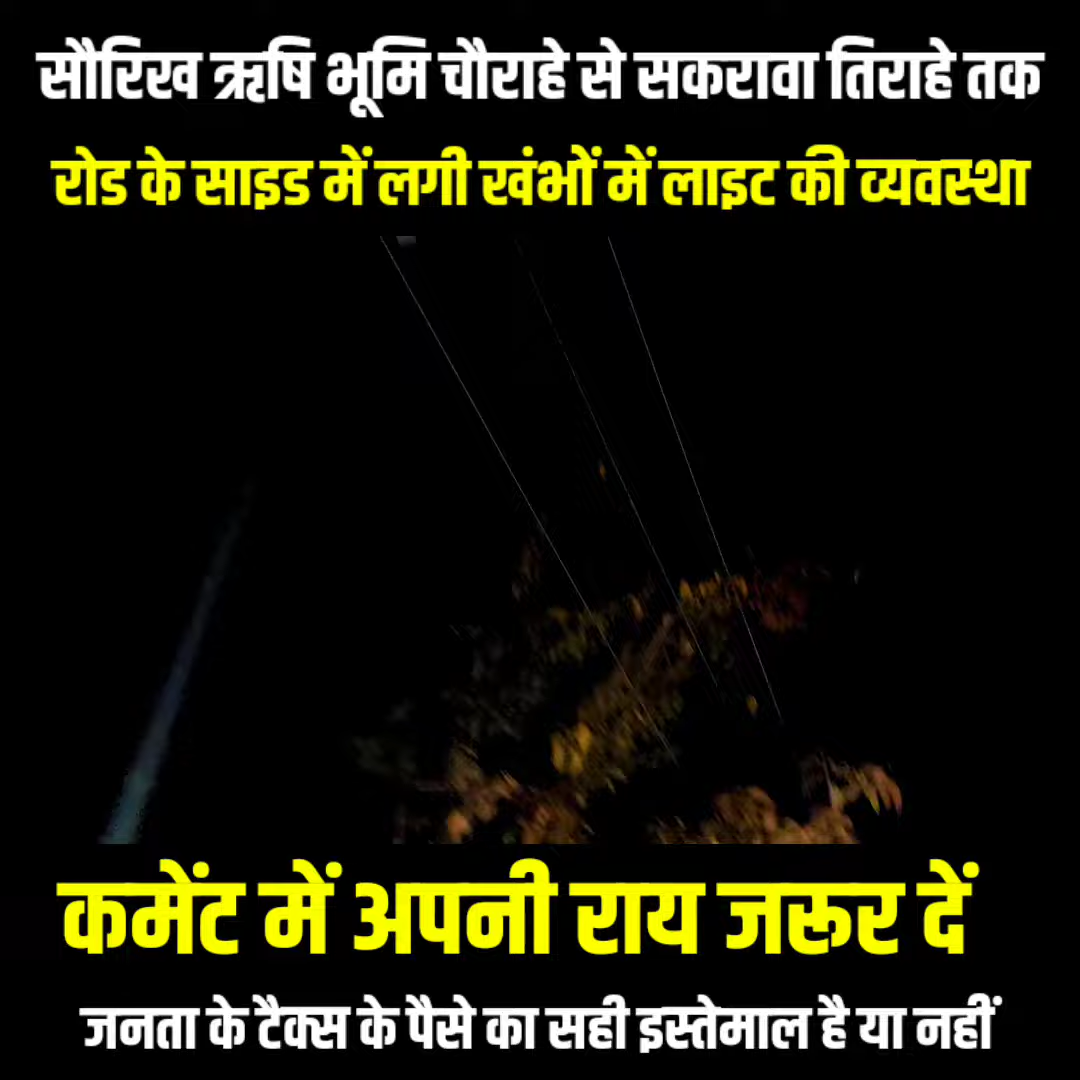 सौरिख ऋषि भूमि चौराहे से सकरावा तिराहे तक
रोड के साइड में लगी खंभों में लाइट की व्यवस्था
कमेंट में अपनी राय जरूर दें
जनता के टैक्स के पैसे का सही इस्तेमाल है या नहीं